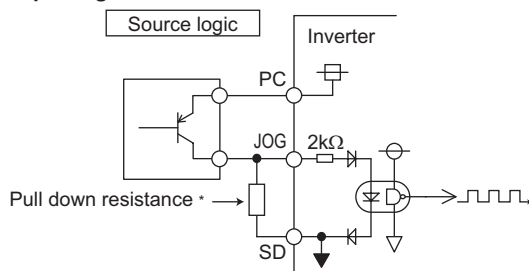 Source logic
Inverter
PC
JOG
2kΩ
Pull down resistance *
SD